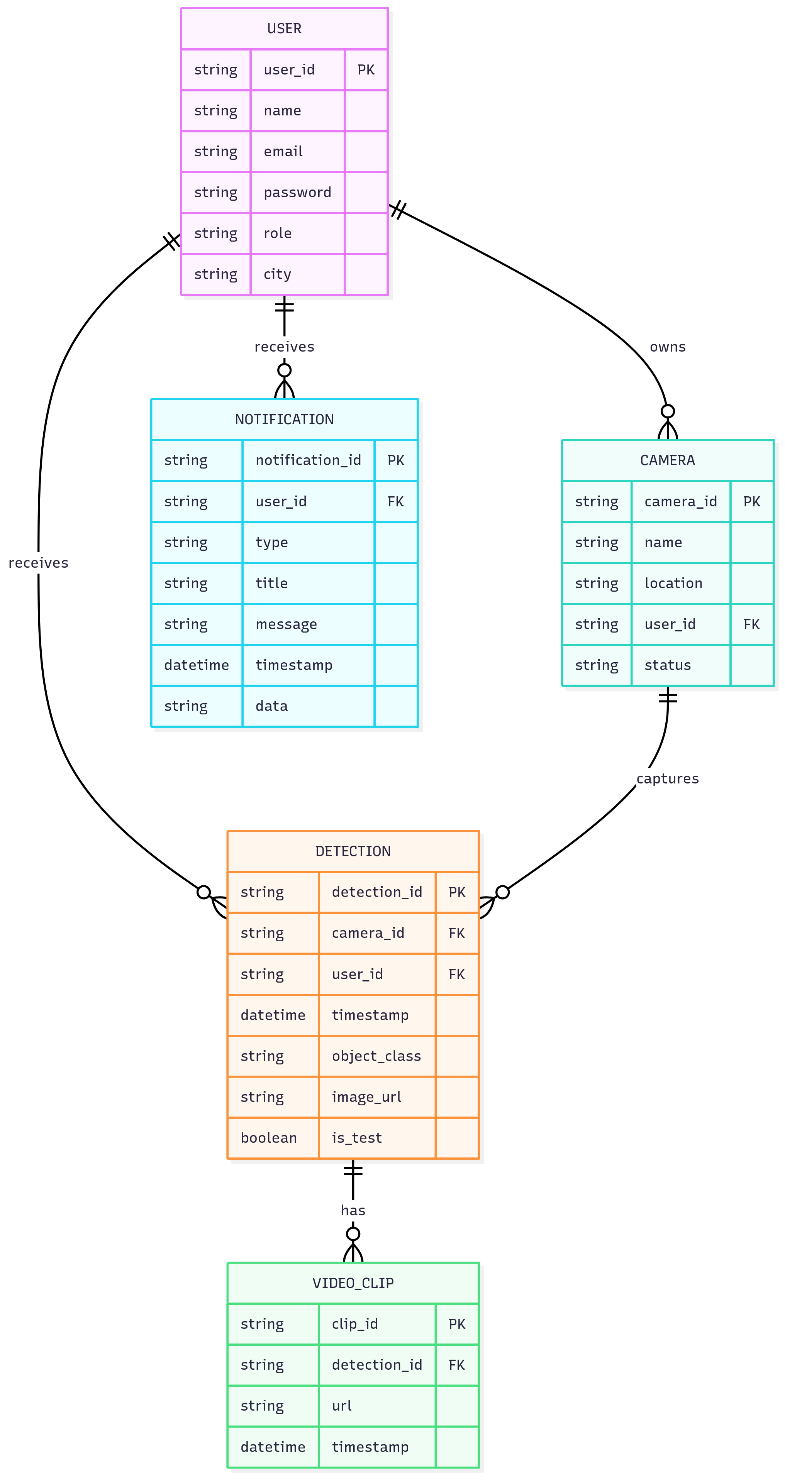 USER
string user_id PK
string name
string email
string password
string role
string city
receives
owns
NOTIFICATION
string notification_id PK
string user_id FK
string type
string title
string message
datetime timestamp
string data
CAMERA
string camera_id PK
string name
string location
string user_id FK
string status
receives
captures
DETECTION
string detection_id PK
string camera_id FK
string user_id FK
datetime timestamp
string object_class
string image_url
boolean is_test
has
VIDEO_CLIP
string clip_id PK
string detection_id FK
string url
datetime timestamp